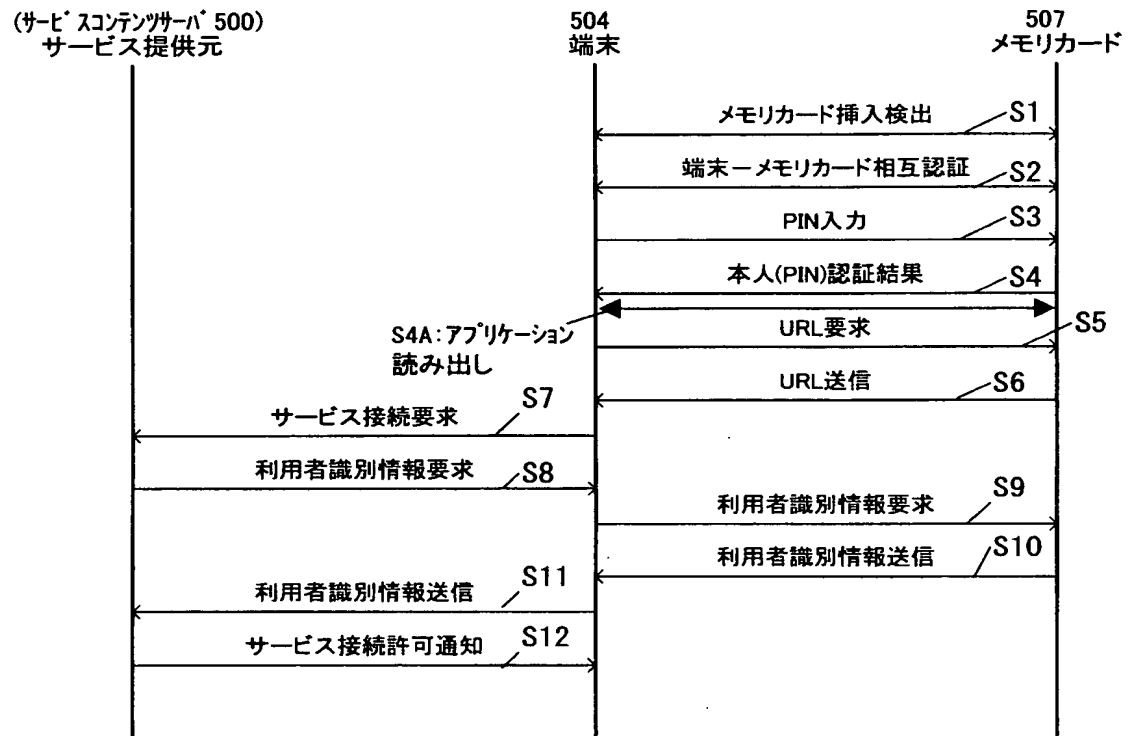 (サービスコンテンツサーバ500)
サービス提供元
504
端末
507
メモリカード
メモリカード挿入検出
S1
端末－メモリカード相互認証
S2
PIN入力
S3
本人(PIN)認証結果
S4
S4A:アプリケーション
読み出し
URL要求
S5
URL送信
S6
サービス接続要求
S7
利用者識別情報要求
S8
利用者識別情報要求
S9
利用者識別情報送信
S10
利用者識別情報送信
S11
サービス接続許可通知
S12